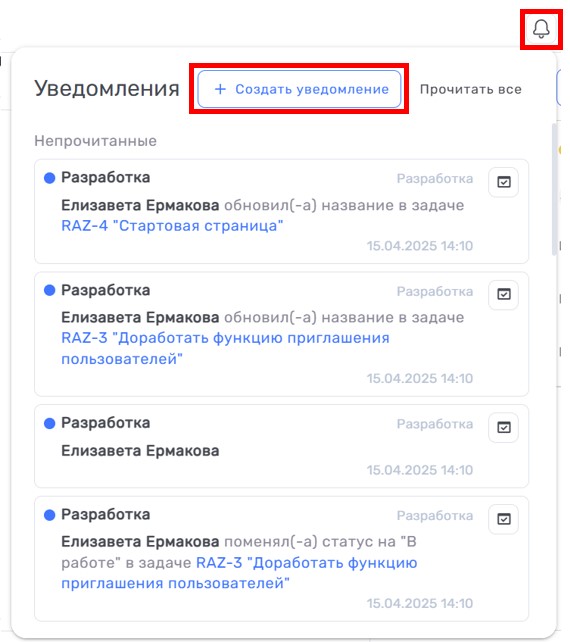 Уведомления
+ Создать уведомление
Прочитать все
Непрочитанные
Разработка
Разработка
Елизавета Ермакова обновил(-а) название в задаче
RAZ-4 "Стартовая страница"
15.04.2025 14:10
Разработка
Разработка
Елизавета Ермакова обновил(-а) название в задаче
RAZ-3 "Доработать функцию приглашения
пользователей"
15.04.2025 14:10
Разработка
Разработка
Елизавета Ермакова
15.04.2025 14:10
Разработка
Разработка
Елизавета Ермакова поменял(-а) статус на "В
работе" в задаче RAZ-3 "Доработать функцию
приглашения пользователей"
15.04.2025 14:10